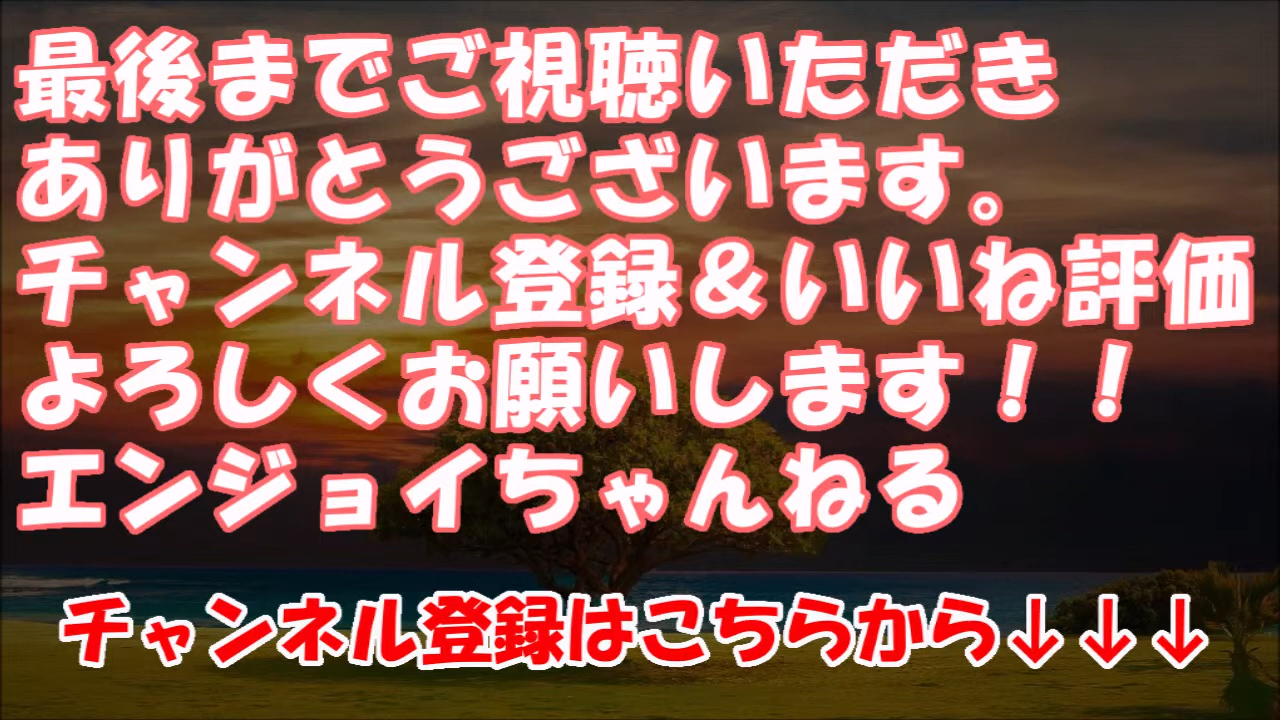 最後までご視聴いただき
ありがとうございます。
チャンネル登録＆いいね評価
よろしくお願いします！！
エンジョイちゃんねる
チャンネル登録はこちらから↓↓↓